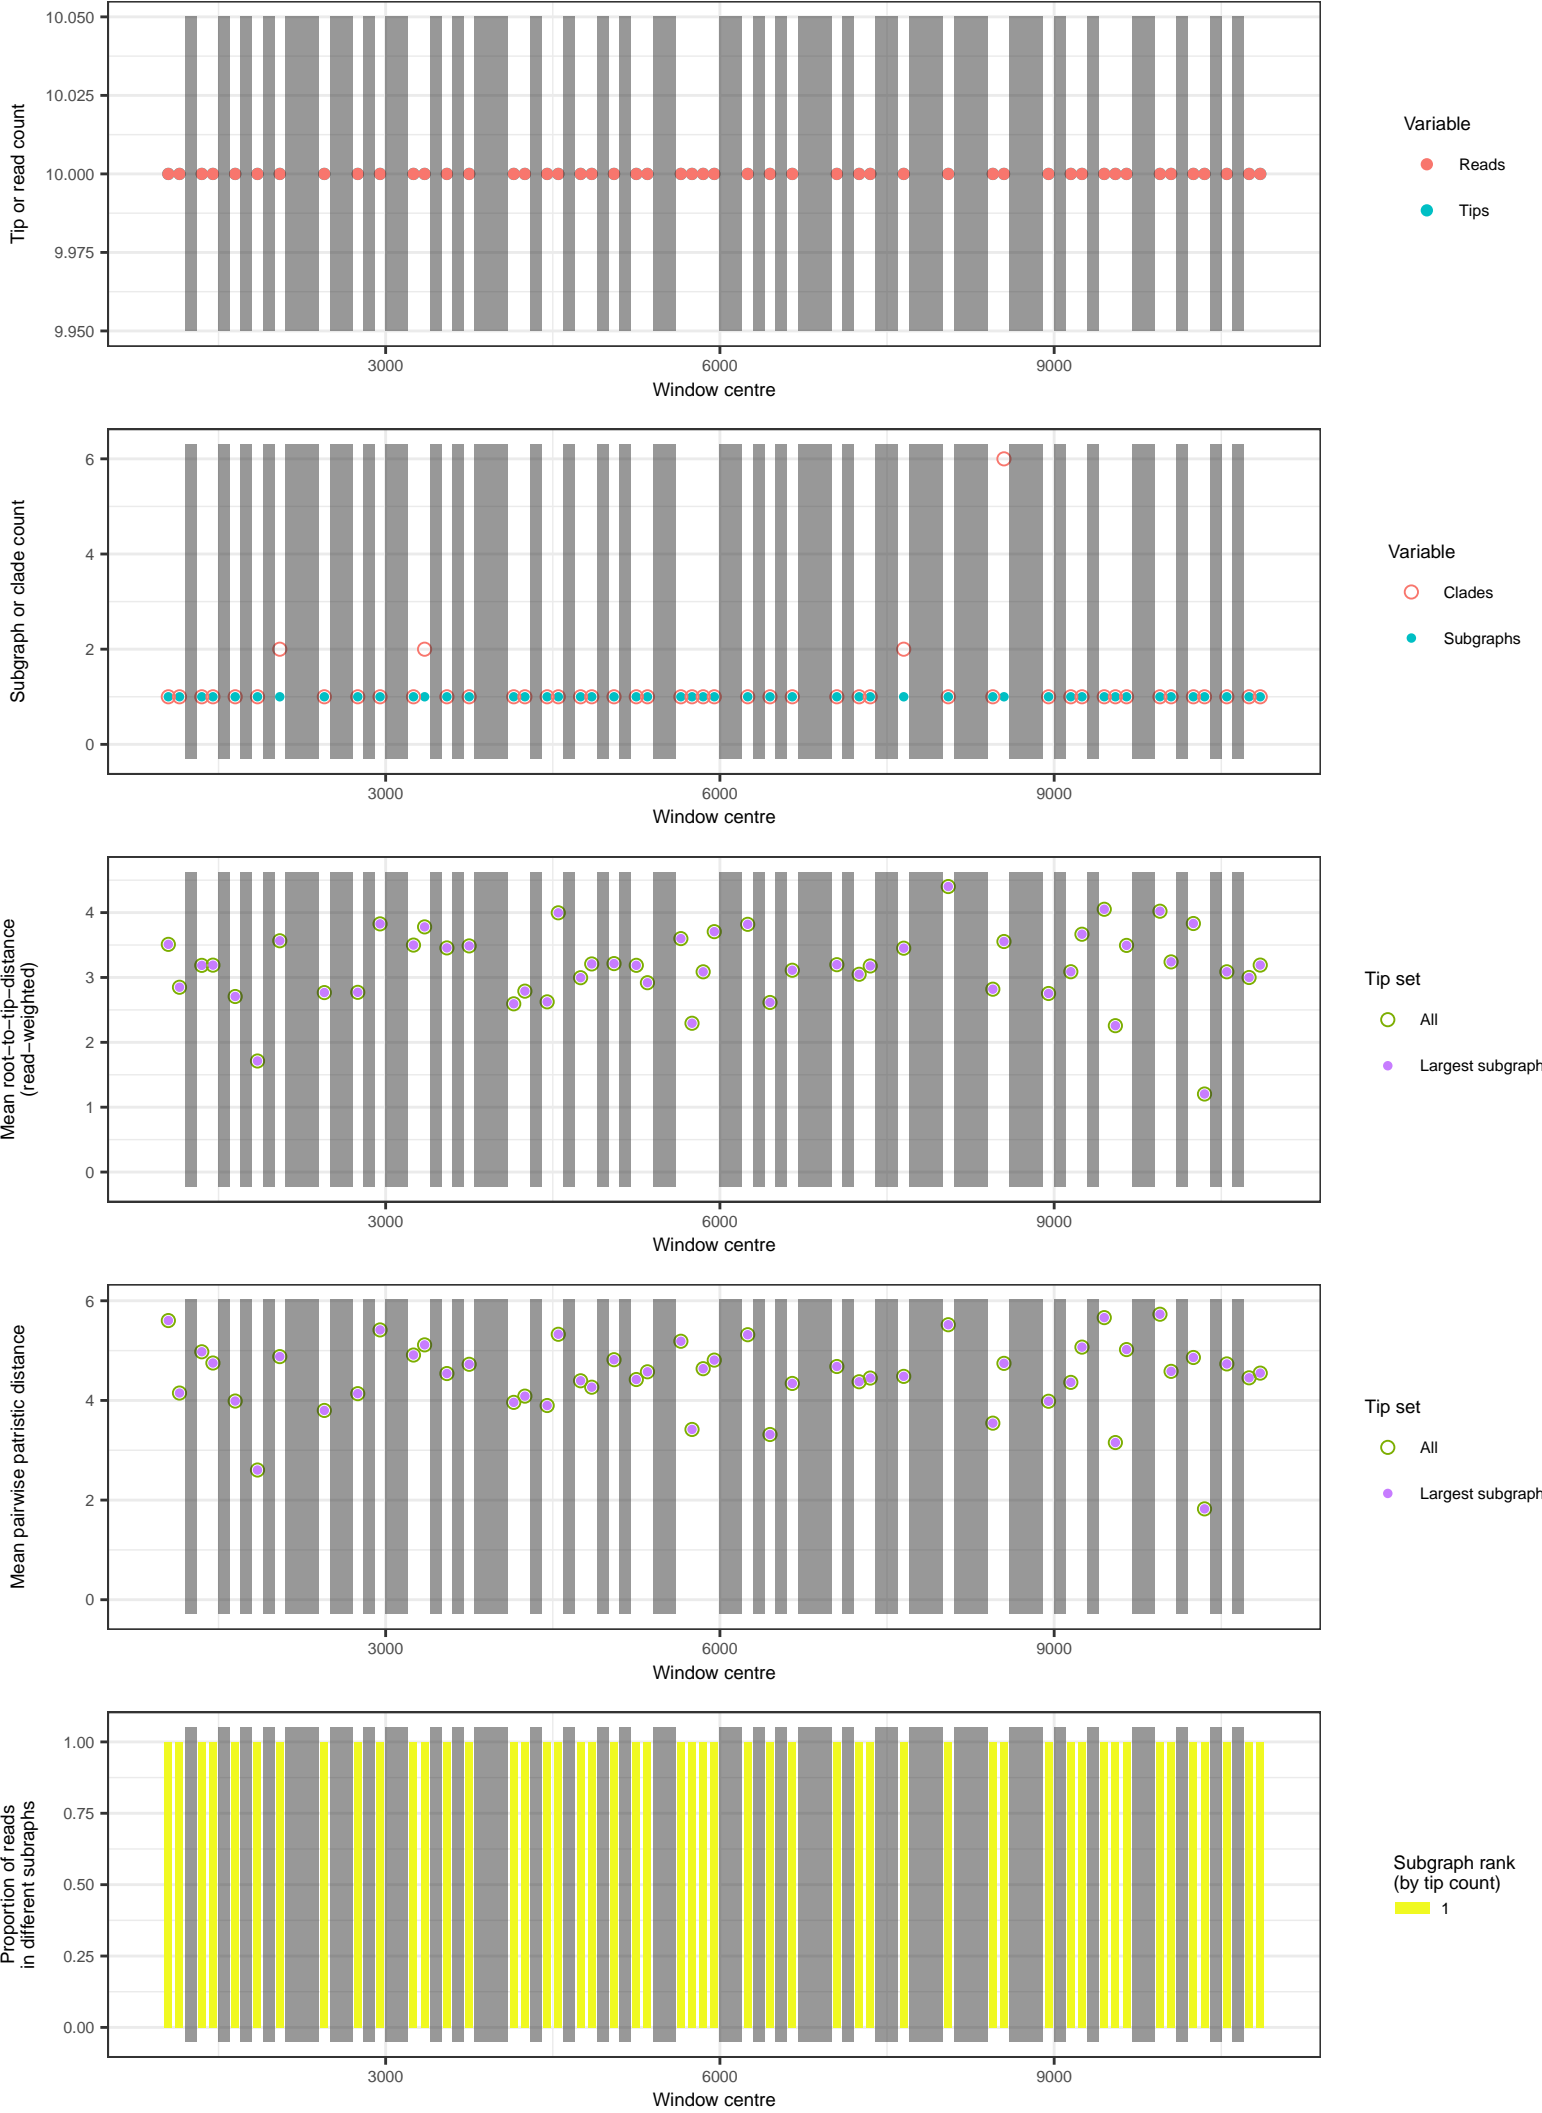 10.050
10.025
10.000
9.975
9.950
Tip or read count
3000
6000
9000
Window centre
Variable
Reads
Tips
6
4
2
0
Subgraph or clade count
3000
6000
9000
Window centre
Variable
Clades
Subgraphs
4
3
2
1
0
Mean root−to−tip−distance
(read−weighted)
3000
6000
9000
Window centre
Tip set
All
Largest subgraph
6
4
2
0
Mean pairwise patristic distance
3000
6000
9000
Window centre
Tip set
All
Largest subgraph
1.00
0.75
0.50
0.25
0.00
Proportion of reads
in different subraphs
3000
6000
9000
Window centre
Subgraph rank
(by tip count)
1